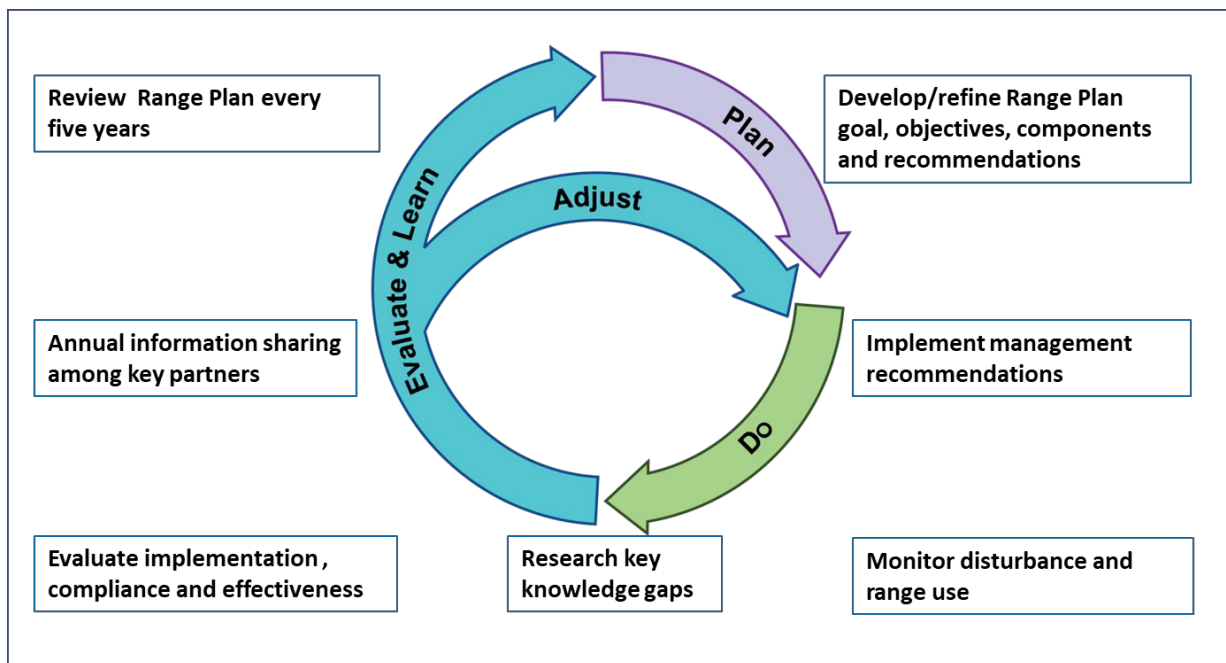 Review Range Plan every
five years
Plan
Develop/refine Range Plan
goal, objectives, components
and recommendations
Adjust
Evaluate & Learn
Annual information sharing
among key partners
Implement management
recommendations
Do
Evaluate implementation ,
compliance and effectiveness
Research key
knowledge gaps
Monitor disturbance and
range use